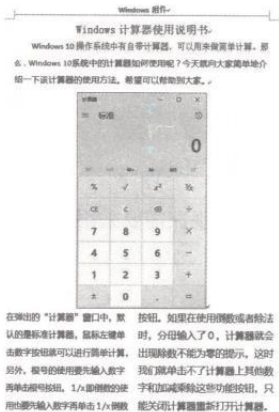 Windows 组件
Windows 计算器使用说明书
Windows 10 操作系统中有自带计算器，可以用来做简单计算。那
么，Windows 10系统中的计算器如何使用呢？今天就向大家简单地介
绍一下该计算器的使用方法。希望可以帮助到大家。
计算器
标准
0
% √ x² ¹/x
CE C ÷
7 8 9 ×
4 5 6 −
1 2 3 +
± 0 . =
在弹出的“计算器”窗口中，默
认的是标准计算器，鼠标左键单
击数字按钮就可以进行简单计算，
另外，根号的使用要先输入数字
再单击根号按钮。1/x即倒数的使
用也要先输入数字再单击 1/x 倒数
按钮。如果在使用倒数或者除法
时，分母输入了 0，计算器就会
出现除数不能为零的提示。这时
我们就单击不了计算器上其他数
字和加减乘除这些功能按钮，只
能关闭计算器重新打开计算器